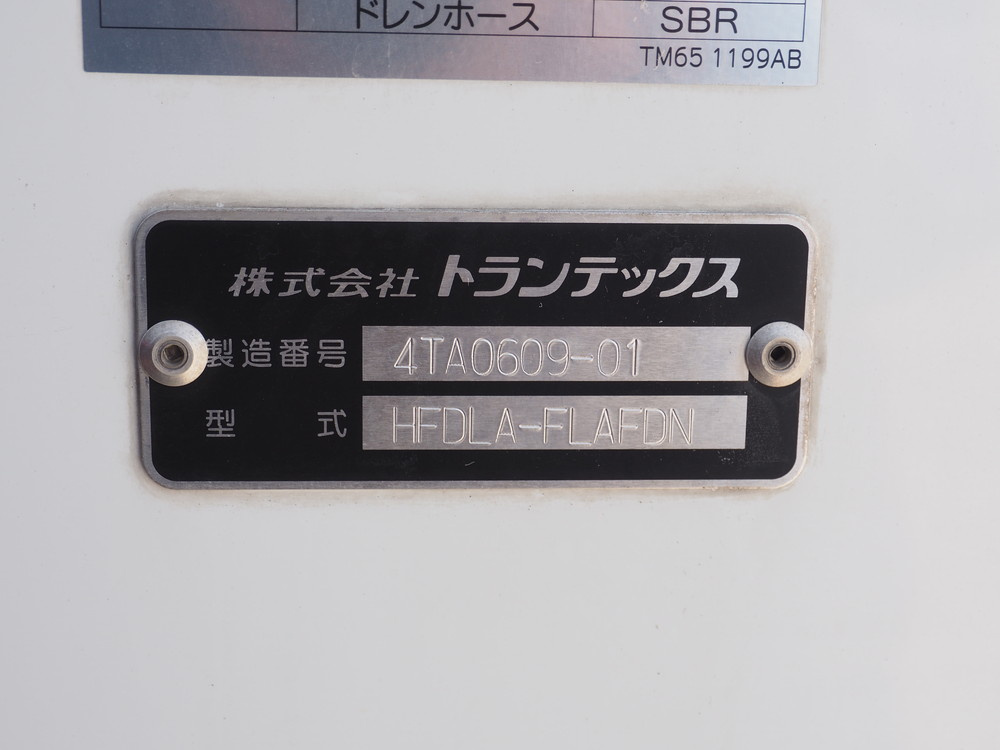 ドレンホース SBR
TM65 1199AB
株式会社 トランテックス
製造番号 4TA0609-01
型式 HFDLA-FLAFDN